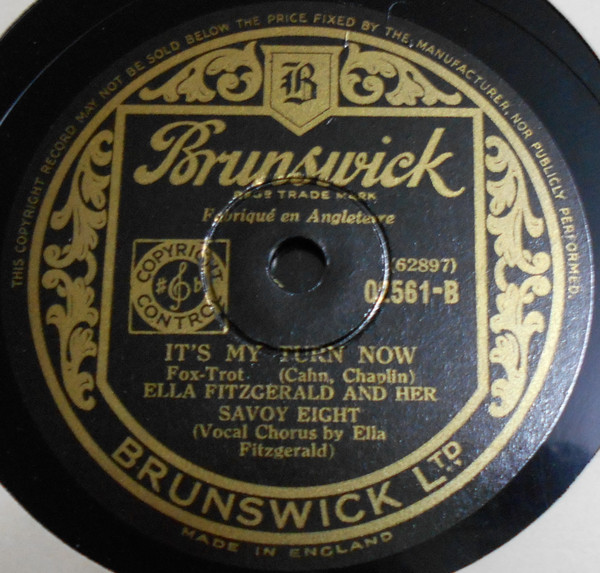 THIS COPYRIGHT RECORD MAY NOT BE SOLD BELOW THE PRICE FIXED BY THE MANUFACTURER, NOR PUBLICLY PERFORMED.
B
Brunswick
REGD TRADE MARK
Fabriqué en Angleterre
COPYRIGHT
CONTROL
(62897)
IT'S MY TURN NOW
Fox-Trot (Cahn, Chaplin)
ELLA FITZGERALD AND HER
SAVOY EIGHT
(Vocal Chorus by Ella
Fitzgerald)
BRUNSWICK LTD.
MADE IN ENGLAND